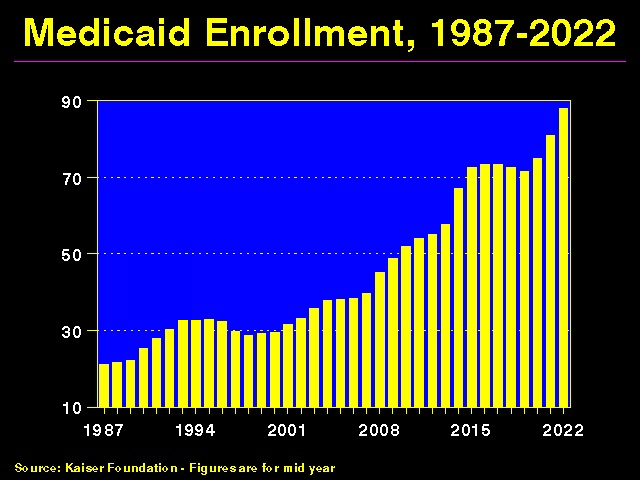 Medicaid Enrollment, 1987-2022
90
70
50
30
10
1987 1994 2001 2008 2015 2022
Source: Kaiser Foundation - Figures are for mid year